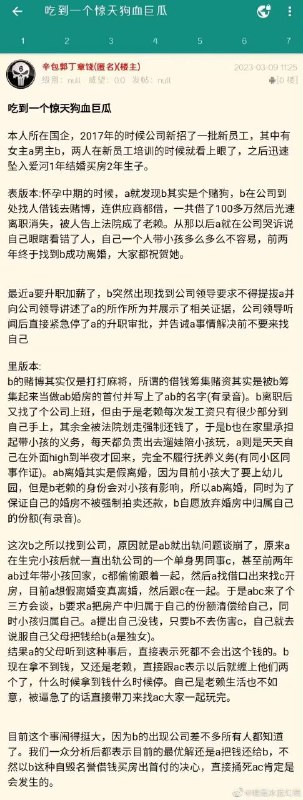 吃到一个惊天狗血巨瓜
1 2 3 4 5 6 7
辛包郭丁章钱(匿名)(楼主)
2023-03-09 11:25
级别：null 威望：0.0 发帖：null
[0 楼]
吃到一个惊天狗血巨瓜
本人所在国企，2017年的时候公司新招了一批新员工，其中有
女主a男主b，两人在新员工培训的时候就看上眼了，之后迅速
坠入爱河1年结婚买房2年生子。
表版本:怀孕中期的时候，a就发现b其实是个赌狗，b在公司到
处找人借钱去赌博，连供应商都借，一共借了100多万然后光速
离职消失，被人告上法院成了老赖。从那以后a就在公司哭诉说
自己眼瞎看错了人，自己一个人带小孩多么多么不容易，前两
年终于找到b成功离婚，大家都祝贺她。
最近a要升职加薪了，b突然出现找到公司领导要求不得提拔a并
向公司领导讲述了a的所作所为并展示了相关证据，公司领导听
闻后直接紧急停了a的升职审批，并告诫a事情解决前不要来找
自己
里版本:
b的赌博其实仅是打打麻将，所谓的借钱筹集赌资其实是被b筹
集起来当做ab婚房的首付并写上了ab的名字(有录音)。b离职后
又找了个公司上班，但由于是老赖每次发工资只有很少部分到
自己手上，其余全被法院划走强制还钱了，于是b也在家里承担
起带小孩的义务，每天都负责出去遛娃陪小孩玩，a则是天天自
己在外面high到半夜才回来，完全不履行抚养义务(有同小区同
事作证)。ab离婚其实是假离婚，因为目前小孩大了要上幼儿
园，但是b老赖的身份会对小孩有影响，所以ab离婚，同时为了
保证自己的婚房不被强制拍卖还款，b自愿放弃婚房中归属自己
的份额(有录音)。
这次b之所以找到公司，原因就是ab就出轨问题谈崩了，原来a
在生完小孩后就一直出轨公司的一个单身男同事c，甚至前两年
ab过年带小孩回家，c都偷偷跟着一起，然后a找借口出来找c开
房，目前a想假离婚变真离婚，然后跟c在一起。于是abc来了个
三方会谈，b要求a把房产中归属于自己的份额清偿给自己，同
时小孩归属自己。a提出自己没钱，只要b不去伤害c，自己就去
说服自己父母把钱给b(a是独女)。
结果a的父母听到这种事后，直接表示死都不会出这个钱的。b
现在拿不到钱，又还是老赖，直接跟ac表示以后就缠上他们两
个了，什么时候拿到钱什么时候停。自己是老赖生活也不如
意，被逼急了的话直接带刀来找ac大家一起玩完。
目前这个事闹得挺大，因为b的出现公司差不多所有人都知道
了。我们一众分析后都表示目前的最优解还是a把钱还给b，不
然以b这种自毁名誉借钱买房出首付的决心，直接捅死ac肯定是
会发生的。